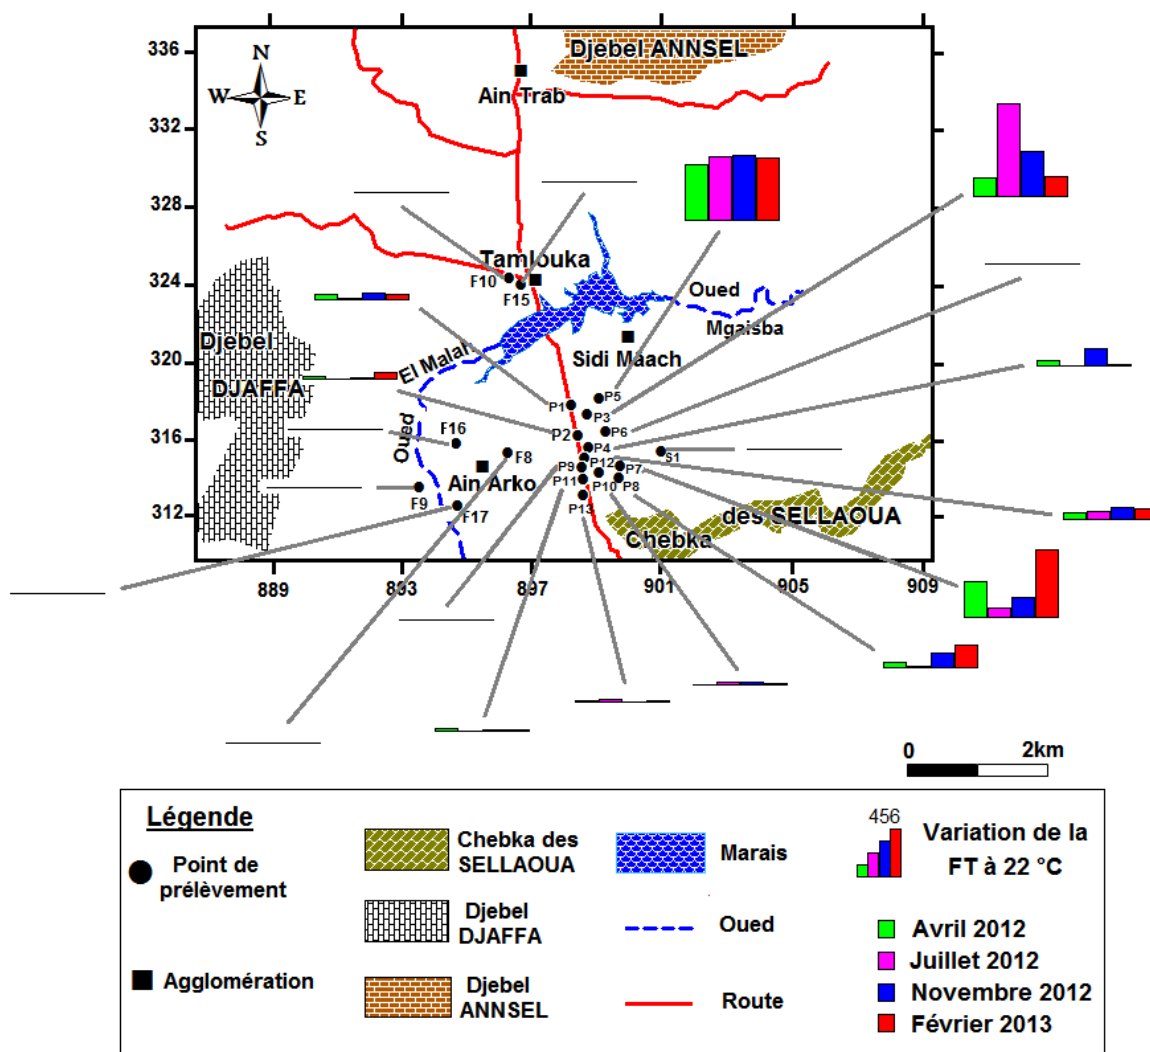 336
332
328
324
320
316
312
889
893
897
901
905
909
N
W
E
S
Djebel ANNSEL
Ain Trab
Tamlouka
F10
F15
Oued
Mgaisba
Sidi Maach
El Malah
Oued
Djebel
DJAFFA
P1
P5
P3
P2
P6
P4
P9
P12
P7
S1
P11
P10
P8
P13
F16
F8
Ain Arko
F9
F17
des SELLAOUA
Chebka
0 2km
Légende
Point de
prélèvement
Agglomération
Chebka des
SELLAOUA
Djebel
DJAFFA
Djebel
ANNSEL
Marais
Oued
Route
456
Variation de la
FT à 22 °C
Avril 2012
Juillet 2012
Novembre 2012
Février 2013